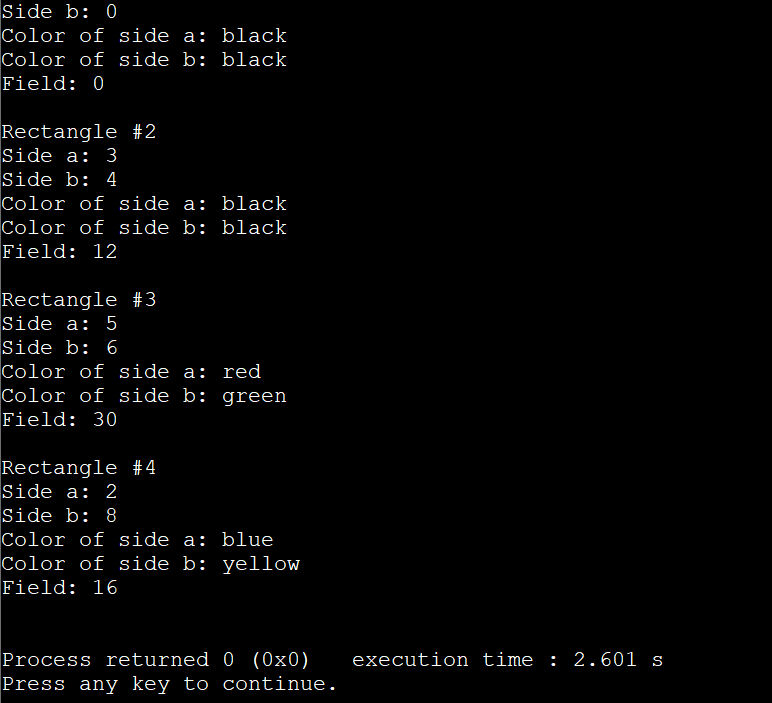 Side b: 0
Color of side a: black
Color of side b: black
Field: 0
Rectangle #2
Side a: 3
Side b: 4
Color of side a: black
Color of side b: black
Field: 12
Rectangle #3
Side a: 5
Side b: 6
Color of side a: red
Color of side b: green
Field: 30
Rectangle #4
Side a: 2
Side b: 8
Color of side a: blue
Color of side b: yellow
Field: 16
Process returned 0 (0x0)   execution time : 2.601 s
Press any key to continue.